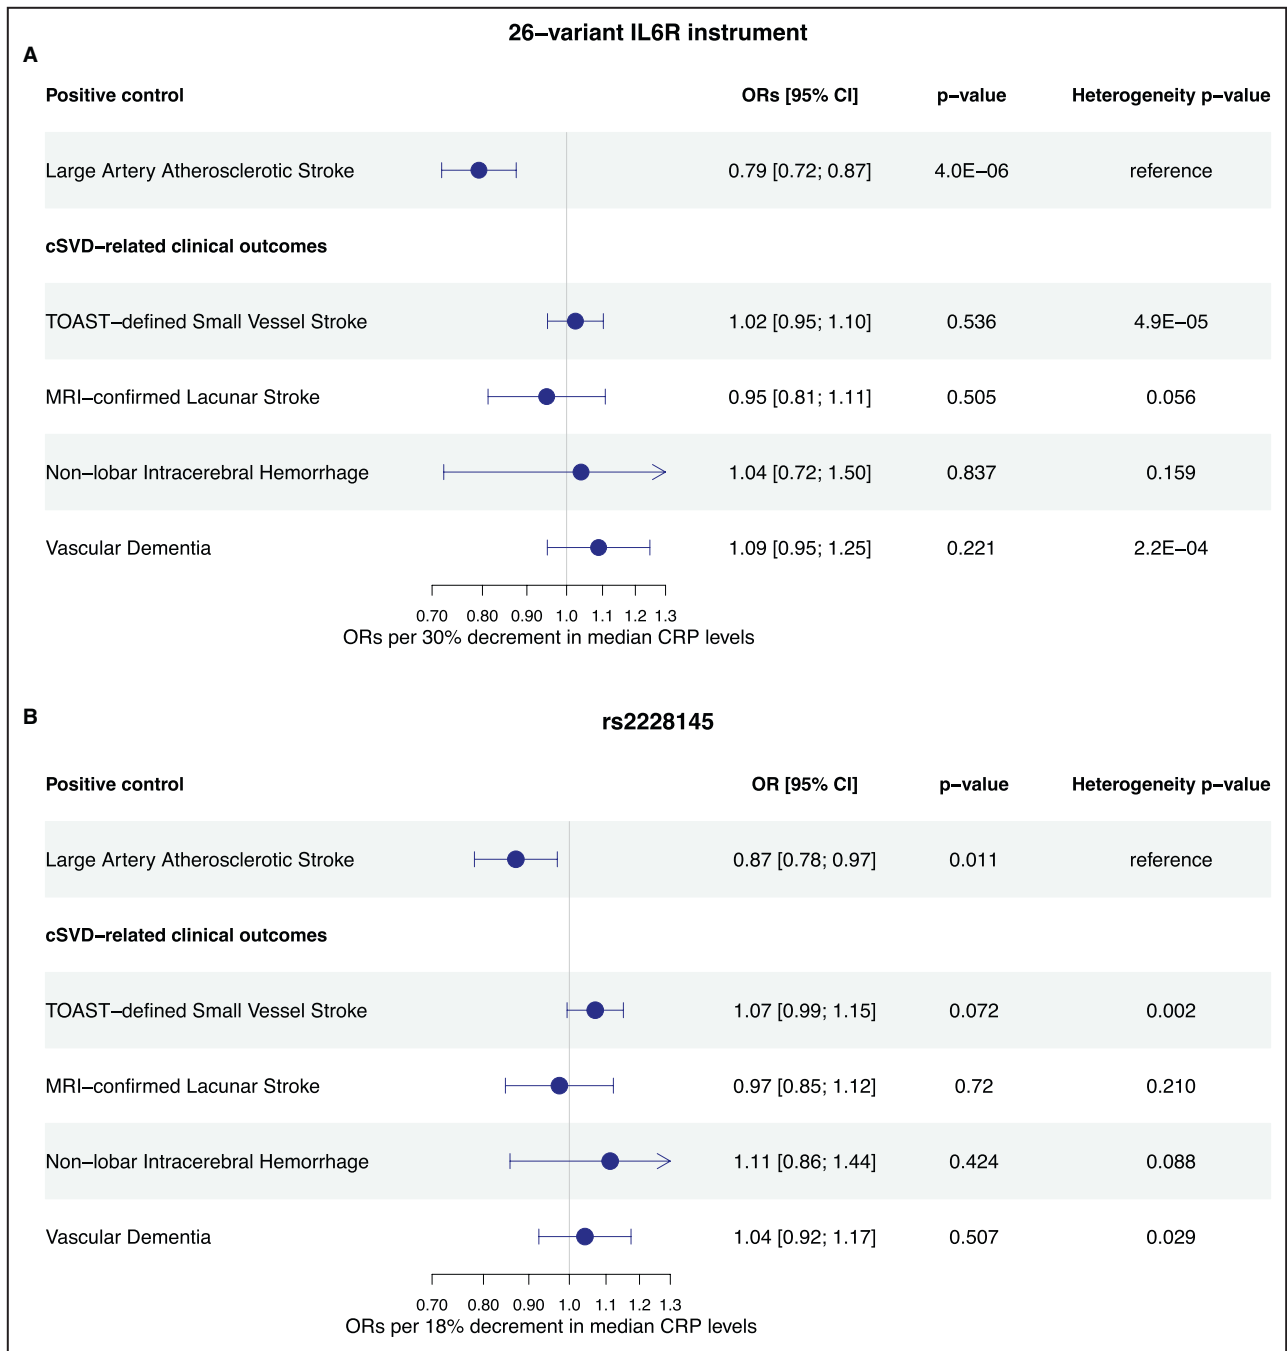 26–variant IL6R instrument
A
Positive control ORs [95% CI] p–value Heterogeneity p–value
Large Artery Atherosclerotic Stroke 0.79 [0.72; 0.87] 4.0E–06 reference
cSVD–related clinical outcomes
TOAST–defined Small Vessel Stroke 1.02 [0.95; 1.10] 0.536 4.9E–05
MRI–confirmed Lacunar Stroke 0.95 [0.81; 1.11] 0.505 0.056
Non–lobar Intracerebral Hemorrhage 1.04 [0.72; 1.50] 0.837 0.159
Vascular Dementia 1.09 [0.95; 1.25] 0.221 2.2E–04
0.70 0.80 0.90 1.0 1.1 1.2 1.3
ORs per 30% decrement in median CRP levels
B
rs2228145
Positive control OR [95% CI] p–value Heterogeneity p–value
Large Artery Atherosclerotic Stroke 0.87 [0.78; 0.97] 0.011 reference
cSVD–related clinical outcomes
TOAST–defined Small Vessel Stroke 1.07 [0.99; 1.15] 0.072 0.002
MRI–confirmed Lacunar Stroke 0.97 [0.85; 1.12] 0.72 0.210
Non–lobar Intracerebral Hemorrhage 1.11 [0.86; 1.44] 0.424 0.088
Vascular Dementia 1.04 [0.92; 1.17] 0.507 0.029
0.70 0.80 0.90 1.0 1.1 1.2 1.3
ORs per 18% decrement in median CRP levels